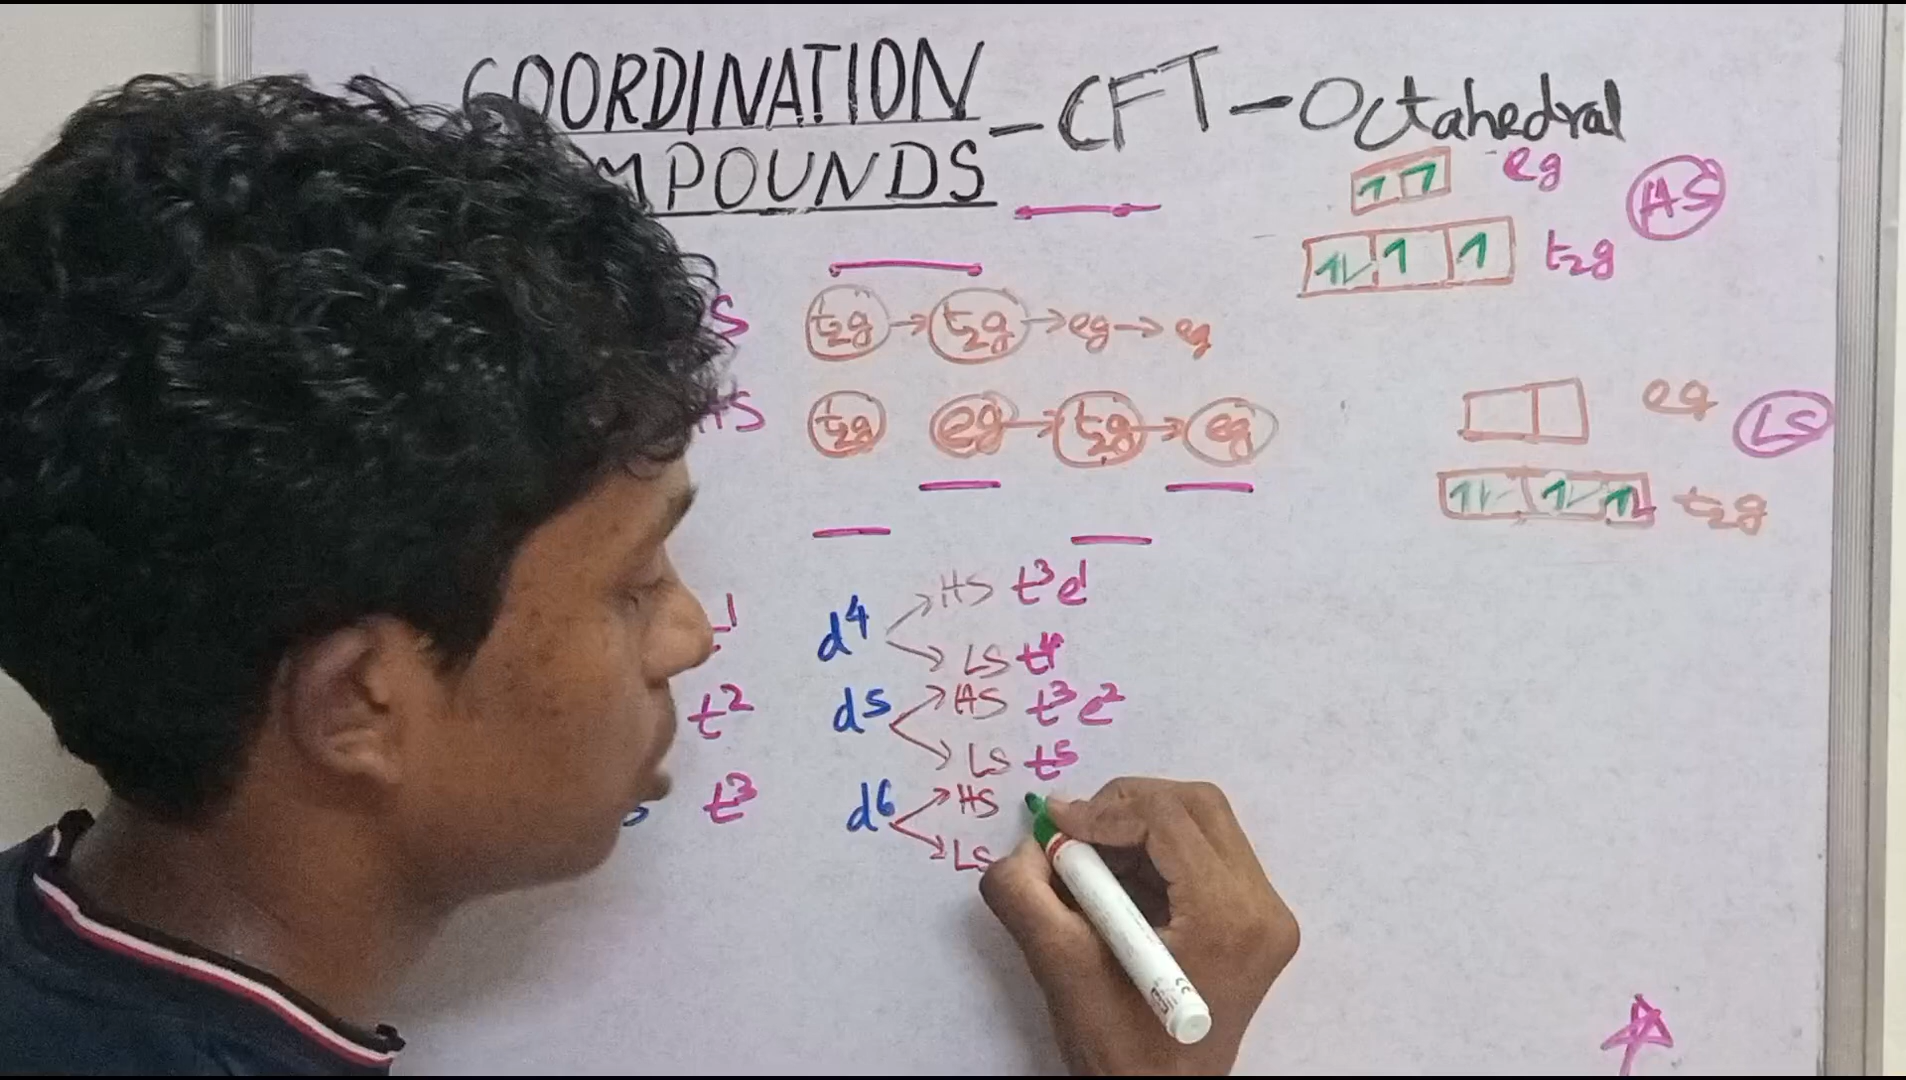 COORDINATION
MPOUNDS - CFT - Octahedral
eg HS
t2g
S t2g → t2g → eg → eg
HS t2g eg → t2g → eg
eg LS
t2g
d4 HS t3e1
LS t4
t2 d5 HS t3e2
LS t5
t3 d6 HS
LS